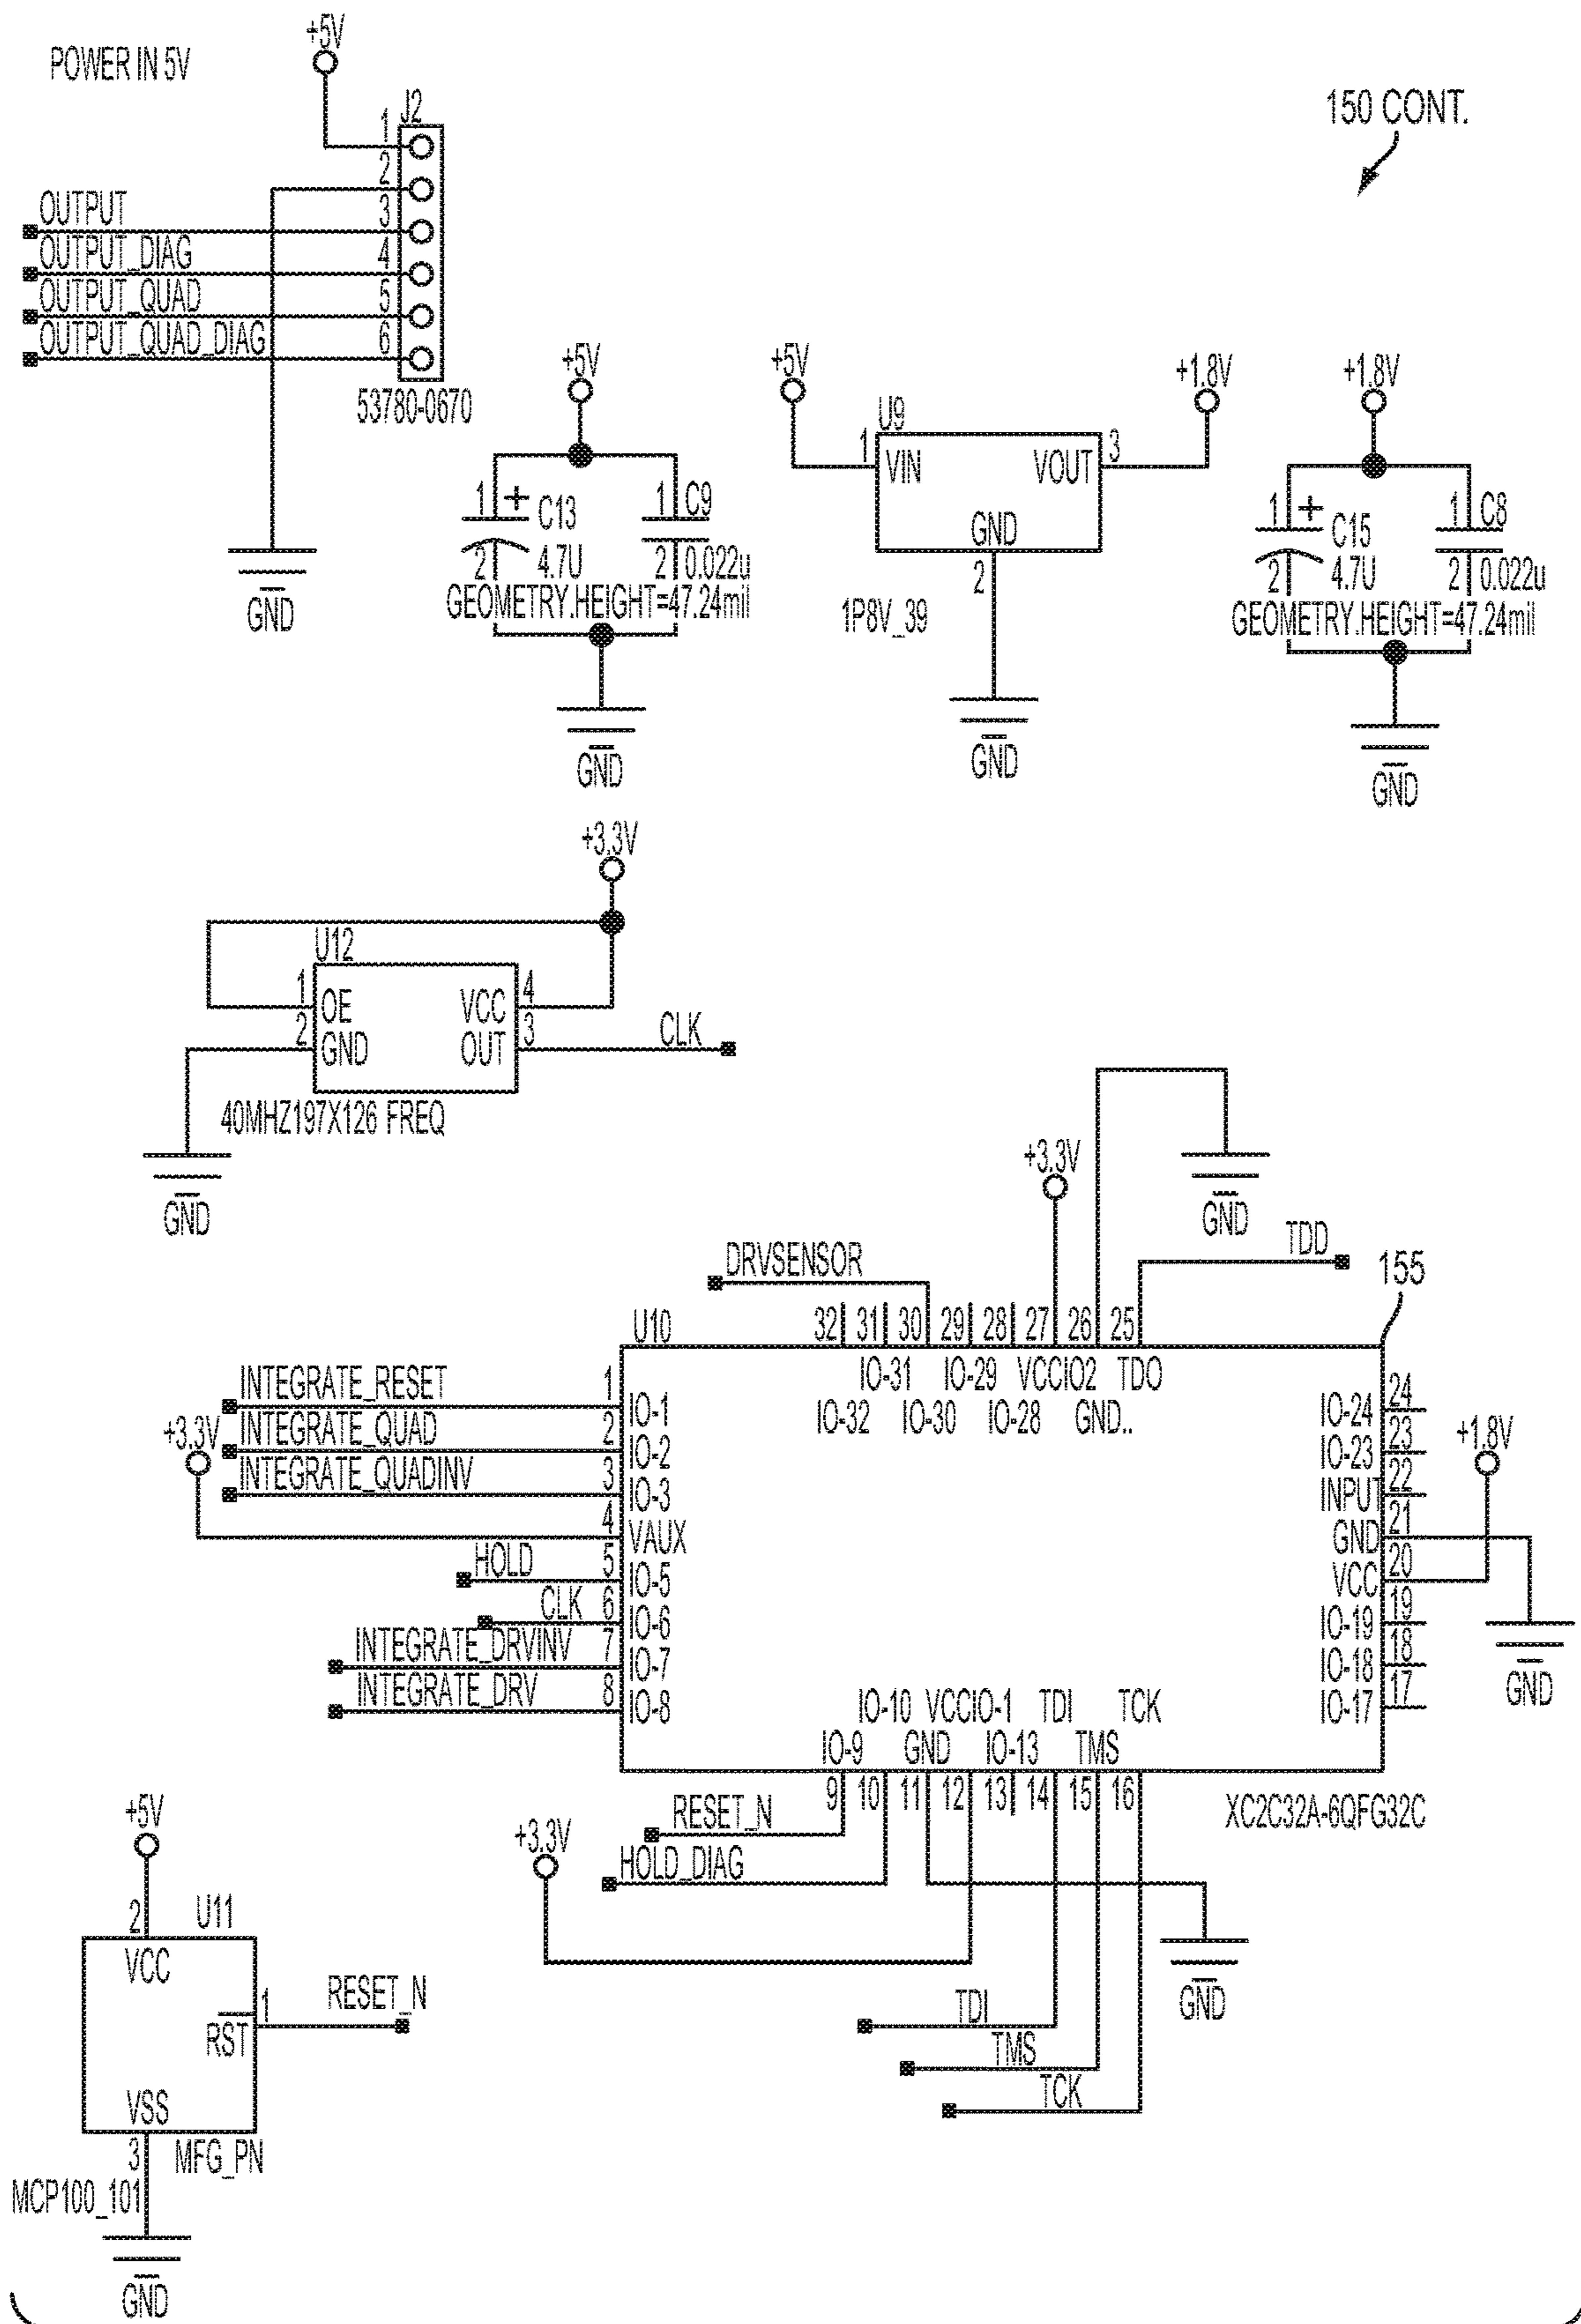 POWER IN 5V
+5V
150 CONT.
J2
1
2
OUTPUT 3
OUTPUT_DIAG 4
OUTPUT_QUAD 5
OUTPUT_QUAD_DIAG 6
53780-0670
GND
+5V
1 + C13
2 4.7U
1 C9
2 0.022u
GEOMETRY.HEIGHT=47.24mil
GND
+5V
U9
+1.8V
1 VIN VOUT 3
GND
2
1P8V_39
GND
+1.8V
1 + C15
2 4.7U
1 C8
2 0.022u
GEOMETRY.HEIGHT=47.24mil
GND
+3.3V
U12
1 OE VCC 4
2 GND OUT 3 CLK
40MHZ197X126 FREQ
GND
+3.3V
GND
DRVSENSOR
TDD
155
U10
32 31 30 29 28 27 26 25
IO-31 IO-29 VCCIO2 TDO
IO-32 IO-30 IO-28 GND..
INTEGRATE_RESET 1 IO-1
INTEGRATE_QUAD 2 IO-2
+3.3V
INTEGRATE_QUADINV 3 IO-3
4 VAUX
HOLD 5 IO-5
CLK 6 IO-6
INTEGRATE_DRVINV 7 IO-7
INTEGRATE_DRV 8 IO-8
IO-24 24
IO-23 23
+1.8V
INPUT 22
GND 21
VCC 20
IO-19 19
IO-18 18
IO-17 17
GND
IO-10 VCCIO-1 TDI TCK
IO-9 GND IO-13 TMS
9 10 11 12 13 14 15 16
XC2C32A-6QFG32C
RESET_N
+3.3V
HOLD_DIAG
GND
TDI
TMS
TCK
+5V
2 U11
VCC
1 RESET_N
RST
VSS
3 MFG_PN
MCP100_101
GND